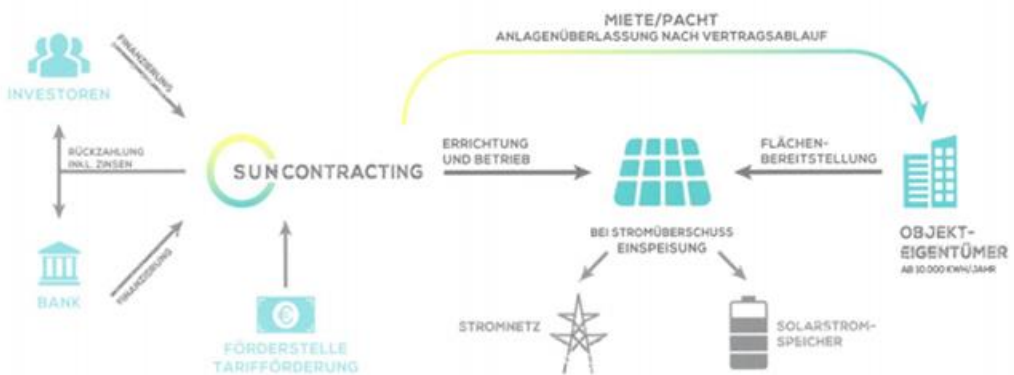 MIETE/PACHT
ANLAGENÜBERLASSUNG NACH VERTRAGSABLAUF
FINANZIERUNG
INVESTOREN
RÜCKZAHLUNG
INKL. ZINSEN
SUNCONTRACTING
ERRICHTUNG
UND BETRIEB
FLÄCHEN-
BEREITSTELLUNG
BEI STROMÜBERSCHUSS
EINSPEISUNG
OBJEKT-
EIGENTÜMER
AB 10.000 KWH/JAHR
FINANZIERUNG
BANK
€
STROMNETZ
SOLARSTROM-
SPEICHER
FÖRDERSTELLE
TARIFFÖRDERUNG